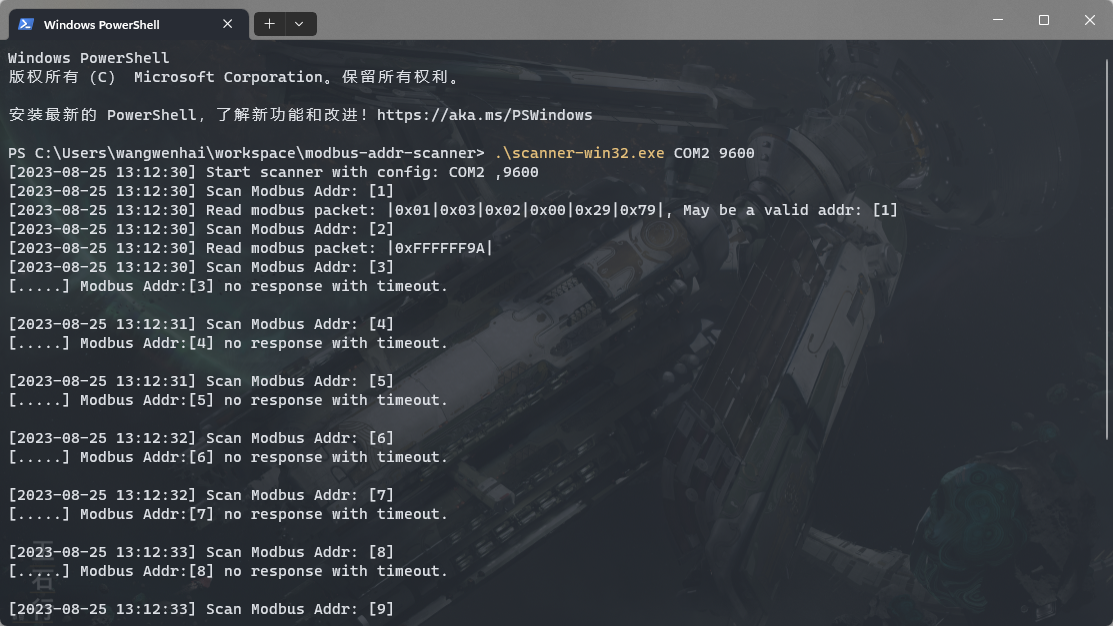 Windows PowerShell
Windows PowerShell
版权所有 (C)  Microsoft Corporation。保留所有权利。
安装最新的 PowerShell，了解新功能和改进！https://aka.ms/PSWindows
PS C:\Users\wangwenhai\workspace\modbus-addr-scanner> .\scanner-win32.exe COM2 9600
[2023-08-25 13:12:30] Start scanner with config: COM2 ,9600
[2023-08-25 13:12:30] Scan Modbus Addr: [1]
[2023-08-25 13:12:30] Read modbus packet: |0x01|0x03|0x02|0x00|0x29|0x79|, May be a valid addr: [1]
[2023-08-25 13:12:30] Scan Modbus Addr: [2]
[2023-08-25 13:12:30] Read modbus packet: |0xFFFFFF9A|
[2023-08-25 13:12:30] Scan Modbus Addr: [3]
[.....] Modbus Addr:[3] no response with timeout.
[2023-08-25 13:12:31] Scan Modbus Addr: [4]
[.....] Modbus Addr:[4] no response with timeout.
[2023-08-25 13:12:31] Scan Modbus Addr: [5]
[.....] Modbus Addr:[5] no response with timeout.
[2023-08-25 13:12:32] Scan Modbus Addr: [6]
[.....] Modbus Addr:[6] no response with timeout.
[2023-08-25 13:12:32] Scan Modbus Addr: [7]
[.....] Modbus Addr:[7] no response with timeout.
[2023-08-25 13:12:33] Scan Modbus Addr: [8]
[.....] Modbus Addr:[8] no response with timeout.
[2023-08-25 13:12:33] Scan Modbus Addr: [9]